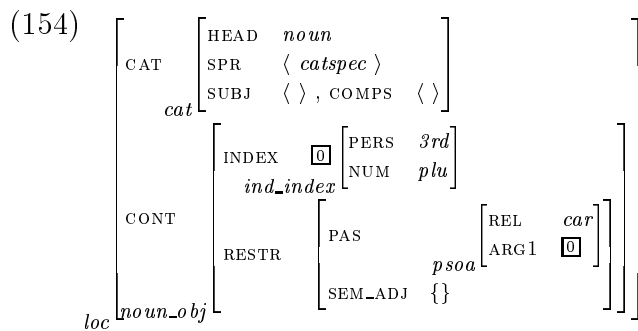 (154)
HEAD noun
CAT SPR ⟨ catspec ⟩
SUBJ ⟨ ⟩ , COMPS ⟨ ⟩
cat
PERS 3rd
INDEX 0
NUM plu
ind_index
CONT
REL car
PAS
ARG1 0
RESTR psoa
SEM_ADJ {}
loc noun_obj